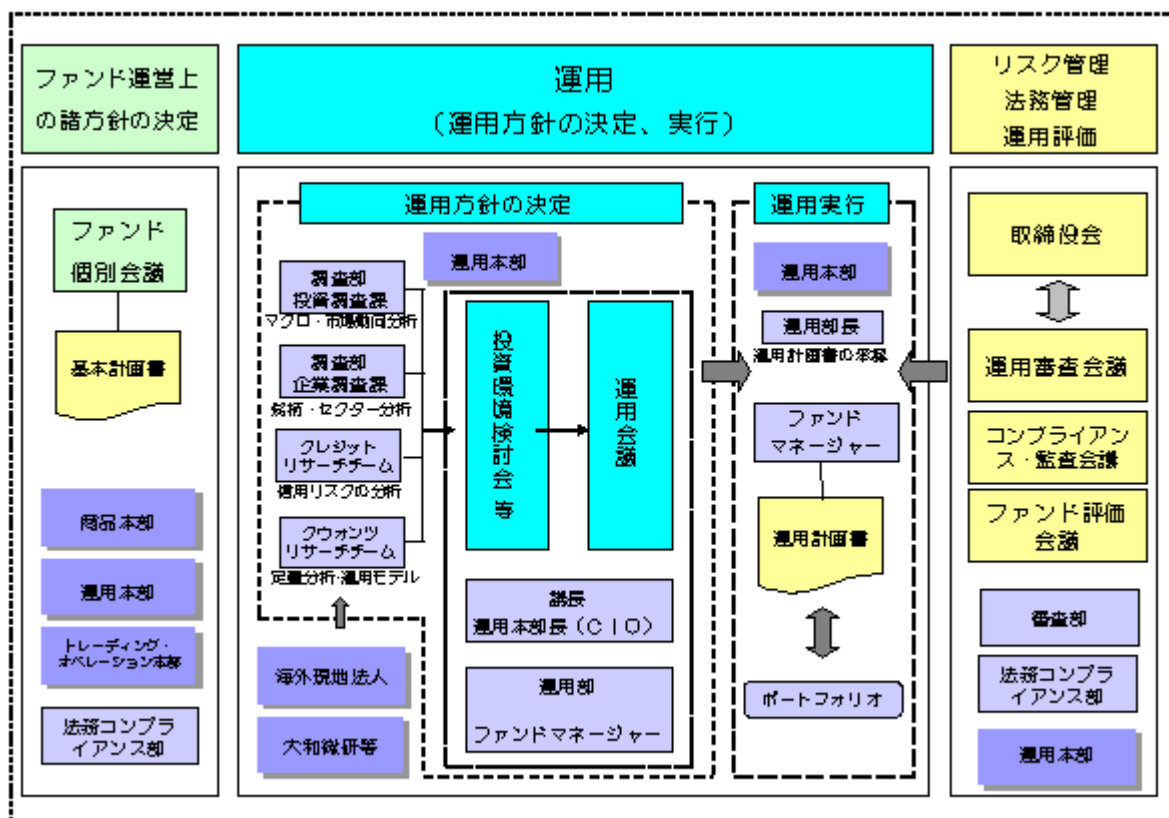 ファンド運営上
の諸方針の決定
運用
(運用方針の決定、実行)
リスク管理
法務管理
運用評価
ファンド
個別会議
基本計画書
商品本部
運用本部
トレーディング・
オペレーション本部
法務コンプラ
イアンス部
運用方針の決定
運用本部
調査部
投資調査課
マクロ・市場動向分析
調査部
企業調査課
銘柄・セクター分析
クレジット
リサーチチーム
信用リスクの分析
クウォンツ
リサーチチーム
定量分析・運用モデル
海外現地法人
大和総研等
投資環境検討会 等
運用会議
議長
運用本部長(CIO)
運用部
ファンドマネージャー
運用実行
運用本部
運用部長
運用計画書の承認
ファンド
マネージャー
運用計画書
ポートフォリオ
取締役会
運用審査会議
コンプライアン
ス・監査会議
ファンド評価
会議
審査部
法務コンプラ
イアンス部
運用本部